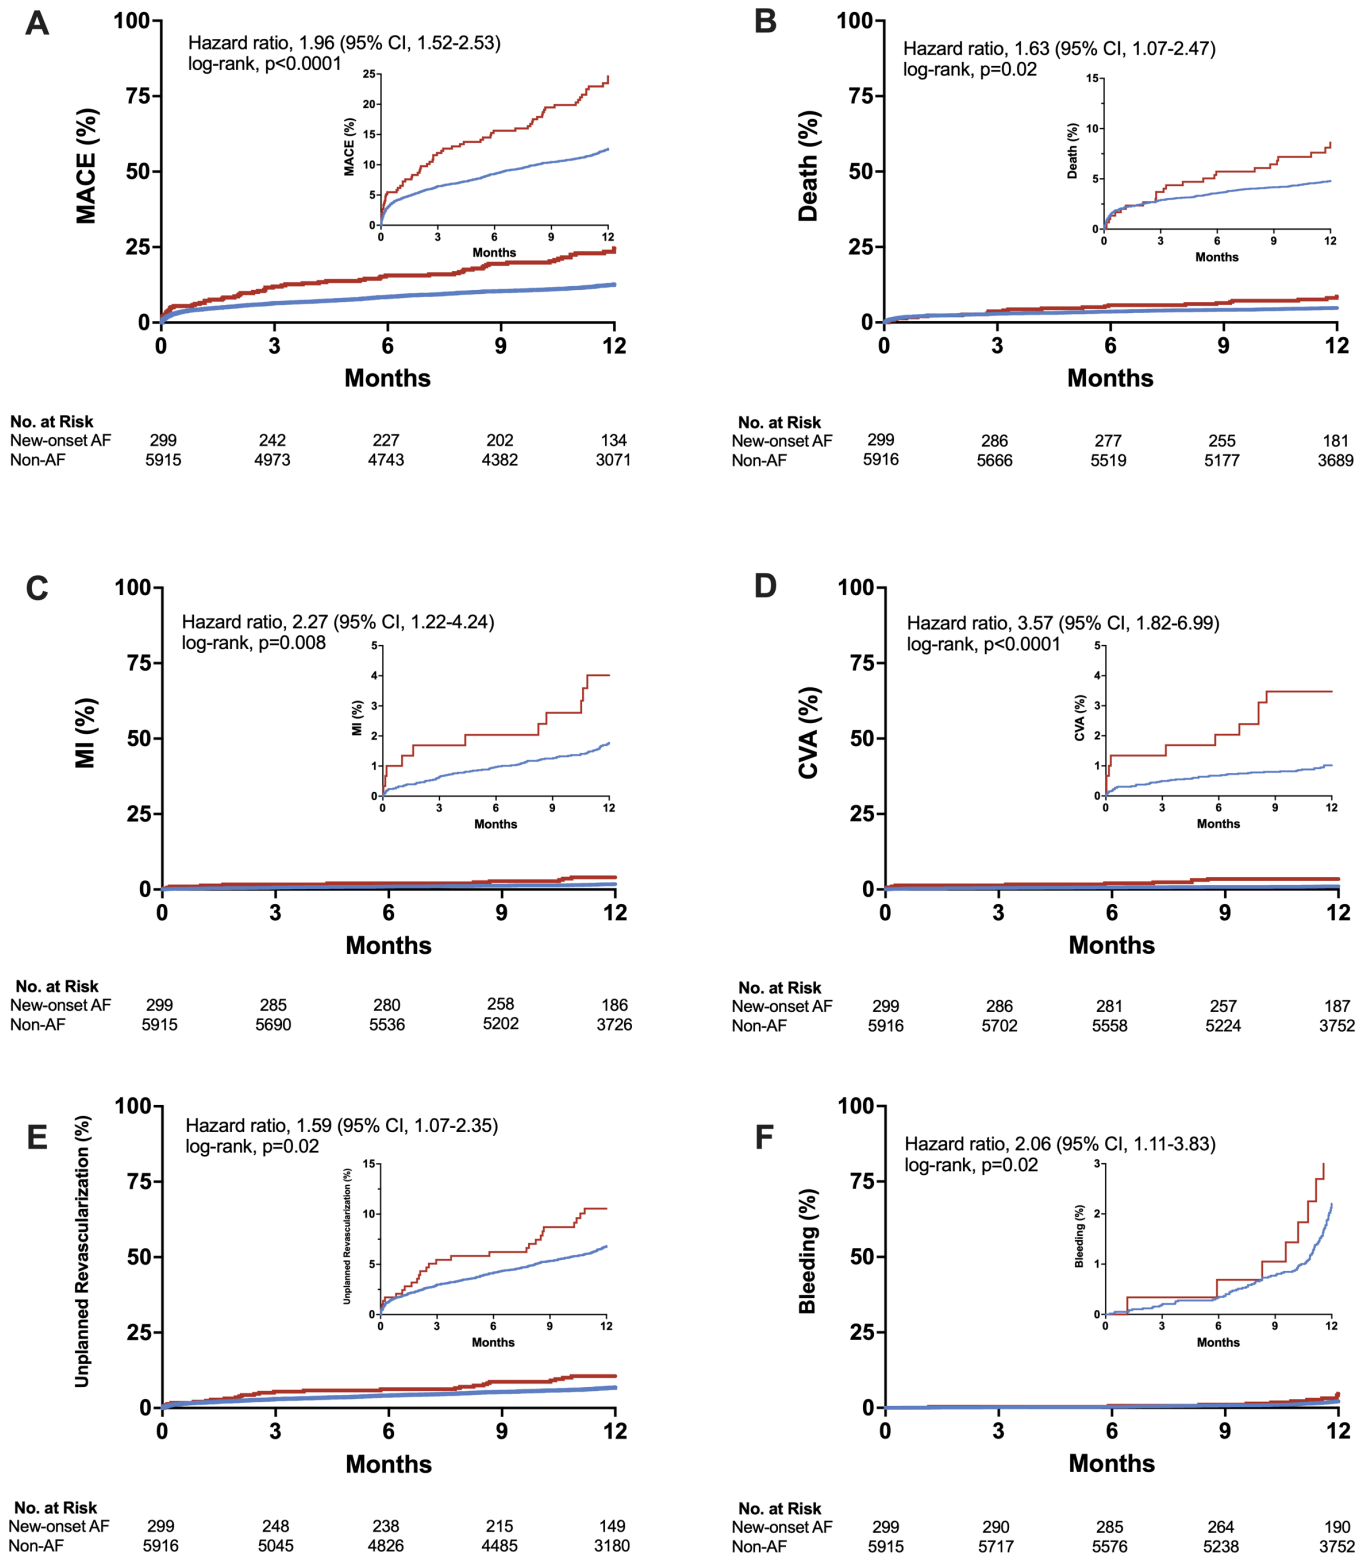 A
Hazard ratio, 1.96 (95% CI, 1.52-2.53)
log-rank, p<0.0001
MACE (%)
100
75
50
25
0
0 3 6 9 12
Months
MACE (%)
25
20
15
10
5
0
0 3 6 9 12
Months
No. at Risk
New-onset AF 299 242 227 202 134
Non-AF 5915 4973 4743 4382 3071
B
Hazard ratio, 1.63 (95% CI, 1.07-2.47)
log-rank, p=0.02
Death (%)
100
75
50
25
0
0 3 6 9 12
Months
Death (%)
15
10
5
0
0 3 6 9 12
Months
No. at Risk
New-onset AF 299 286 277 255 181
Non-AF 5916 5666 5519 5177 3689
C
Hazard ratio, 2.27 (95% CI, 1.22-4.24)
log-rank, p=0.008
MI (%)
100
75
50
25
0
0 3 6 9 12
Months
MI (%)
5
4
3
2
1
0
0 3 6 9 12
Months
No. at Risk
New-onset AF 299 285 280 258 186
Non-AF 5915 5690 5536 5202 3726
D
Hazard ratio, 3.57 (95% CI, 1.82-6.99)
log-rank, p<0.0001
CVA (%)
100
75
50
25
0
0 3 6 9 12
Months
CVA (%)
5
4
3
2
1
0
0 3 6 9 12
Months
No. at Risk
New-onset AF 299 286 281 257 187
Non-AF 5916 5702 5558 5224 3752
E
Hazard ratio, 1.59 (95% CI, 1.07-2.35)
log-rank, p=0.02
Unplanned Revascularization (%)
100
75
50
25
0
0 3 6 9 12
Months
Unplanned Revascularization (%)
15
10
5
0
0 3 6 9 12
Months
No. at Risk
New-onset AF 299 248 238 215 149
Non-AF 5916 5045 4826 4485 3180
F
Hazard ratio, 2.06 (95% CI, 1.11-3.83)
log-rank, p=0.02
Bleeding (%)
100
75
50
25
0
0 3 6 9 12
Months
Bleeding (%)
3
2
1
0
0 3 6 9 12
Months
No. at Risk
New-onset AF 299 290 285 264 190
Non-AF 5915 5717 5576 5238 3752